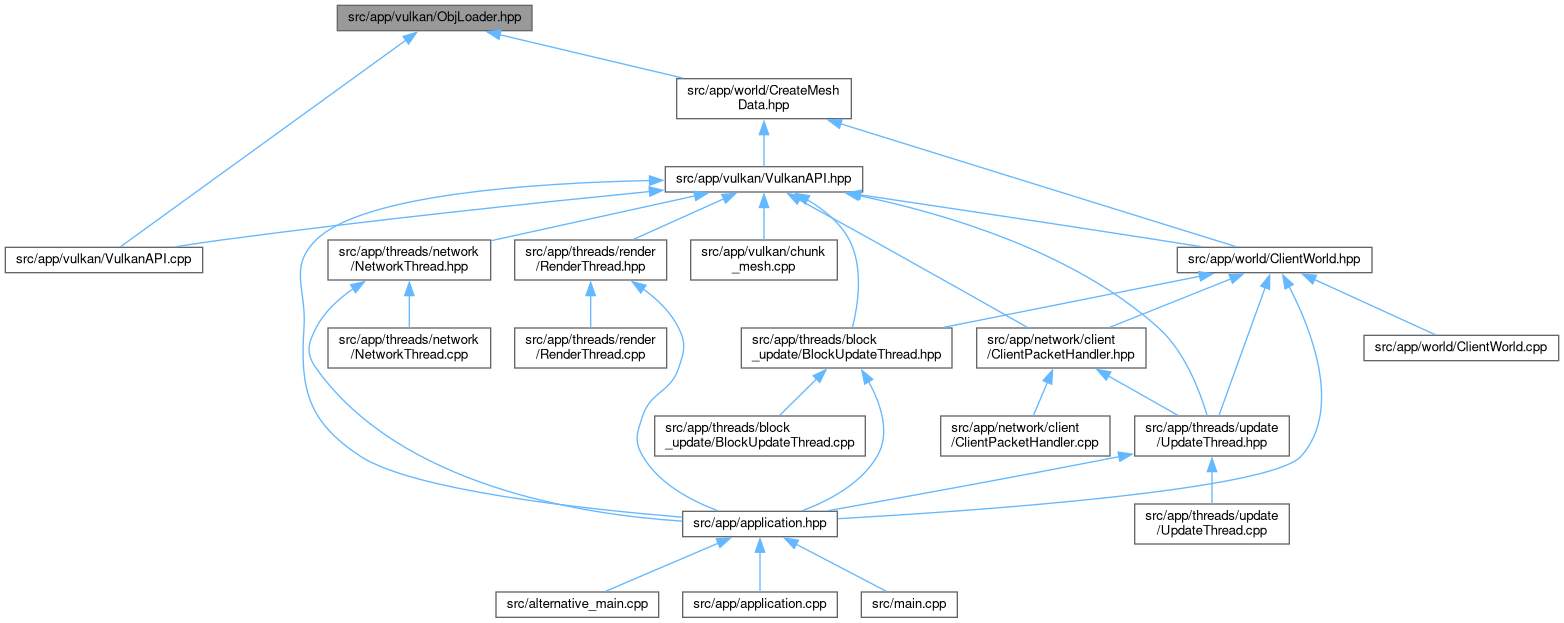 src/app/vulkan/ObjLoader.hpp
src/app/world/CreateMesh
Data.hpp
src/app/vulkan/VulkanAPI.hpp
src/app/vulkan/VulkanAPI.cpp
src/app/threads/network
/NetworkThread.hpp
src/app/threads/render
/RenderThread.hpp
src/app/vulkan/chunk
_mesh.cpp
src/app/world/ClientWorld.hpp
src/app/threads/network
/NetworkThread.cpp
src/app/threads/render
/RenderThread.cpp
src/app/threads/block
_update/BlockUpdateThread.hpp
src/app/network/client
/ClientPacketHandler.hpp
src/app/world/ClientWorld.cpp
src/app/threads/block
_update/BlockUpdateThread.cpp
src/app/network/client
/ClientPacketHandler.cpp
src/app/threads/update
/UpdateThread.hpp
src/app/application.hpp
src/app/threads/update
/UpdateThread.cpp
src/alternative_main.cpp
src/app/application.cpp
src/main.cpp